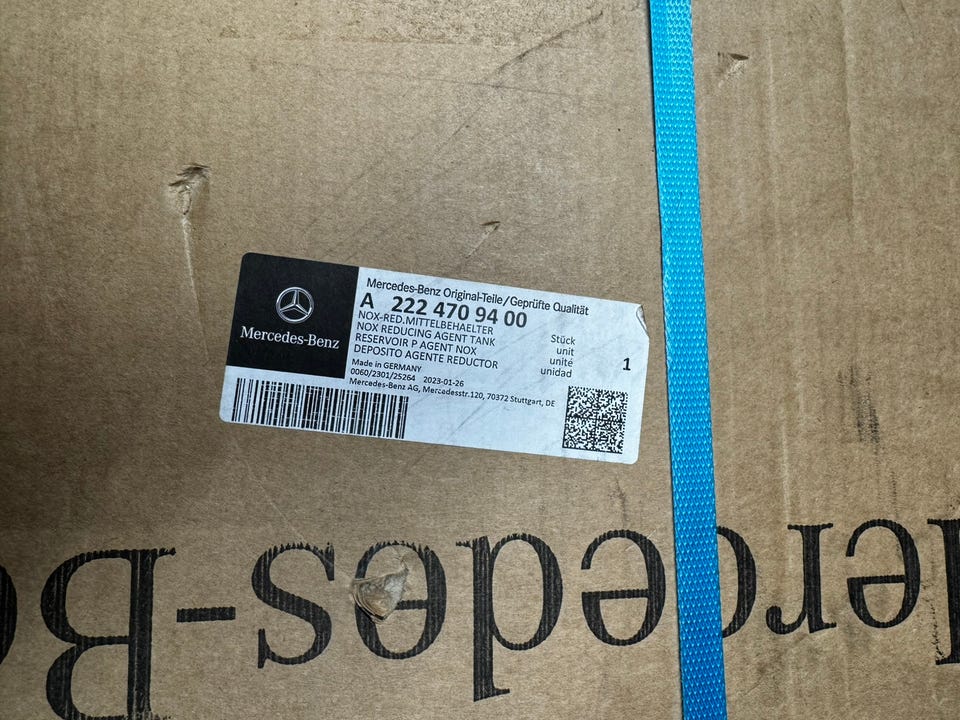 Mercedes-Benz Original-Teile/Geprüfte Qualität
A 222 470 94 00
NOX-RED.MITTELBEHAELTER
NOX REDUCING AGENT TANK
RESERVOIR P AGENT NOX
DEPOSITO AGENTE REDUCTOR
Stück
unit
unité
unidad
1
Mercedes-Benz
Made in GERMANY
0060/2301/25264 2023-01-26
Mercedes-Benz AG, Mercedesstr.120, 70372 Stuttgart, DE
Mercedes-Be